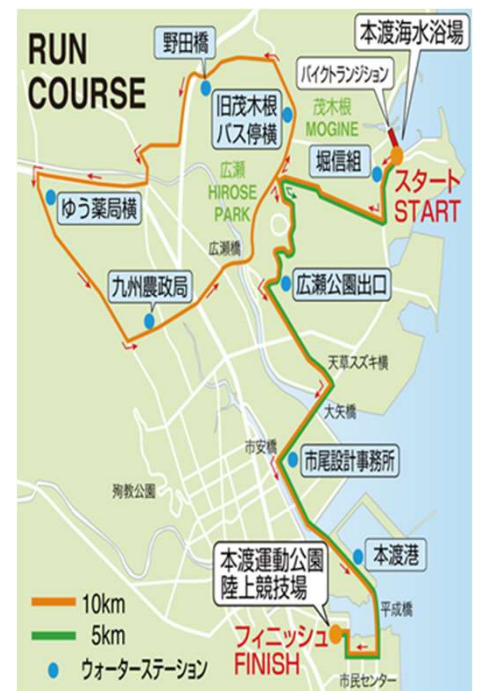 RUN
COURSE
野田橋
本渡海水浴場
バイクトランジション
旧茂木根
バス停横
茂木根
MOGINE
堀信組
スタート
START
広瀬
HIROSE
PARK
ゆう薬局横
広瀬橋
九州農政局
広瀬公園出口
天草スズキ横
大矢橋
市安橋
市尾設計事務所
殉教公園
本渡運動公園
陸上競技場
本渡港
平成橋
10km
5km
ウォーターステーション
フィニッシュ
FINISH
市民センター